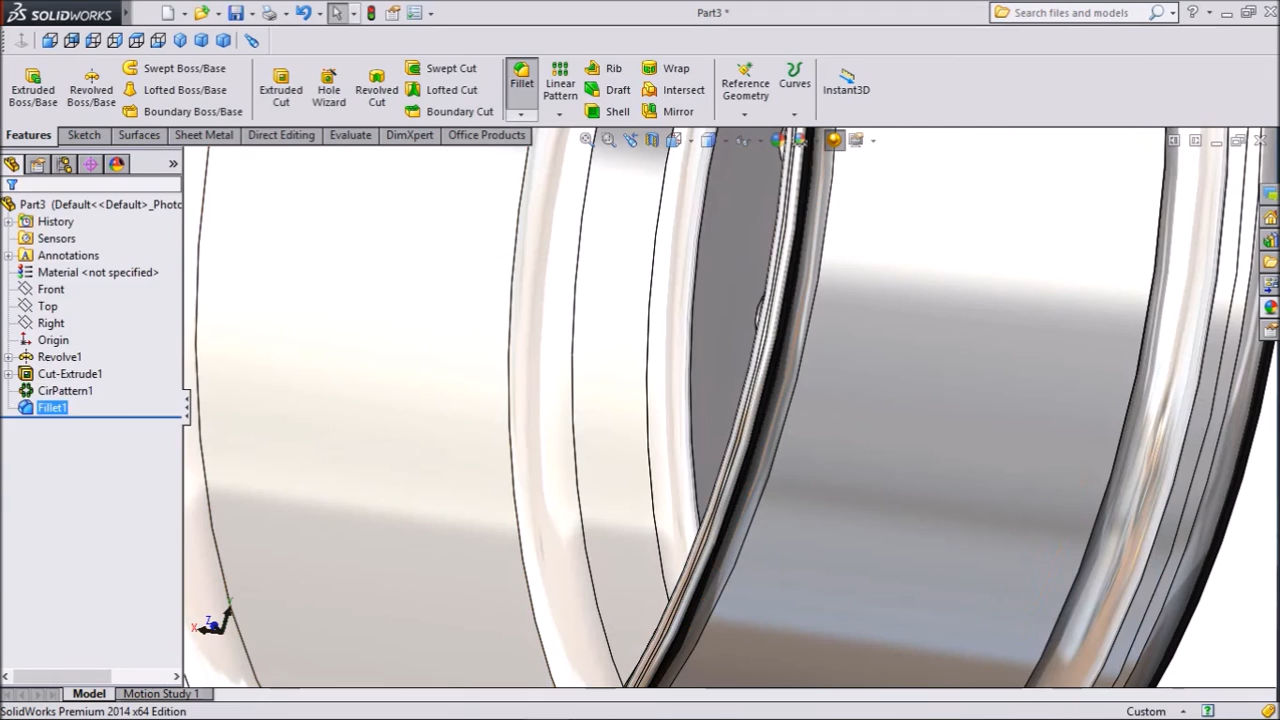 SOLIDWORKS
Part3 *
Search files and models
Extruded Boss/Base
Revolved Boss/Base
Swept Boss/Base
Lofted Boss/Base
Boundary Boss/Base
Extruded Cut
Hole Wizard
Revolved Cut
Swept Cut
Lofted Cut
Boundary Cut
Fillet
Linear Pattern
Rib
Draft
Shell
Wrap
Intersect
Mirror
Reference Geometry
Curves
Instant3D
Features
Sketch
Surfaces
Sheet Metal
Direct Editing
Evaluate
DimXpert
Office Products
Part3 (Default<<Default>_Photo
History
Sensors
Annotations
Material <not specified>
Front
Top
Right
Origin
Revolve1
Cut-Extrude1
CirPattern1
Fillet1
Y
Z
X
Model
Motion Study 1
SolidWorks Premium 2014 x64 Edition
Custom